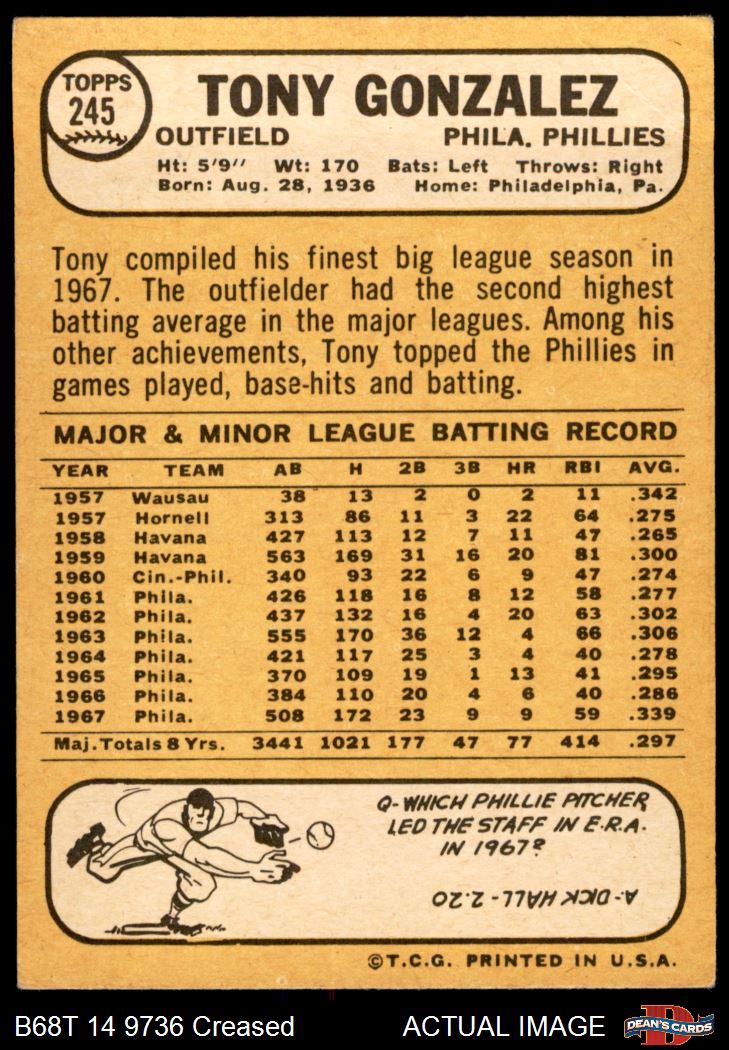 TOPPS
245
TONY GONZALEZ
OUTFIELD PHILA. PHILLIES
Ht: 5'9" Wt: 170 Bats: Left Throws: Right
Born: Aug. 28, 1936 Home: Philadelphia, Pa.
Tony compiled his finest big league season in
1967. The outfielder had the second highest
batting average in the major leagues. Among his
other achievements, Tony topped the Phillies in
games played, base-hits and batting.
MAJOR & MINOR LEAGUE BATTING RECORD
YEAR TEAM AB H 2B 3B HR RBI AVG.
1957 Wausau 38 13 2 0 2 11 .342
1957 Hornell 313 86 11 3 22 64 .275
1958 Havana 427 113 12 7 11 47 .265
1959 Havana 563 169 31 16 20 81 .300
1960 Cin.-Phil. 340 93 22 6 9 47 .274
1961 Phila. 426 118 16 8 12 58 .277
1962 Phila. 437 132 16 4 20 63 .302
1963 Phila. 555 170 36 12 4 66 .306
1964 Phila. 421 117 25 3 4 40 .278
1965 Phila. 370 109 19 1 13 41 .295
1966 Phila. 384 110 20 4 6 40 .286
1967 Phila. 508 172 23 9 9 59 .339
Maj. Totals 8 Yrs. 3441 1021 177 47 77 414 .297
Q- WHICH PHILLIE PITCHER
LED THE STAFF IN E.R.A.
IN 1967?
A- DICK HALL - 2.20
©T.C.G. PRINTED IN U.S.A.
B68T 14 9736 Creased ACTUAL IMAGE DEAN'S CARDS